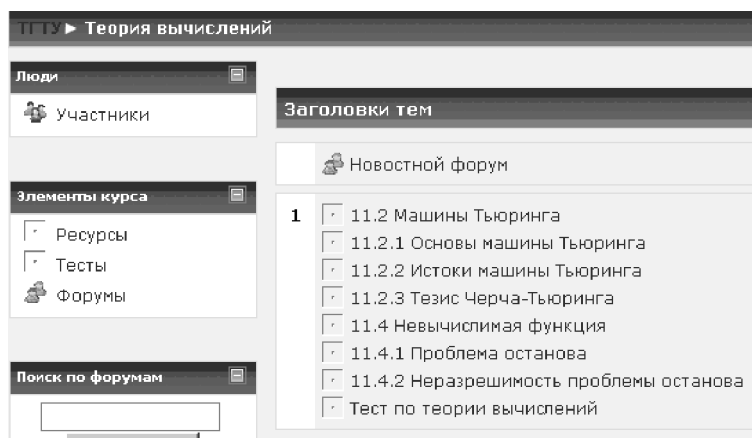 ТГТУ ► Теория вычислений
Люди
Участники
Элементы курса
Ресурсы
Тесты
Форумы
Поиск по форумам
Заголовки тем
Новостной форум
1 11.2 Машины Тьюринга
11.2.1 Основы машины Тьюринга
11.2.2 Истоки машины Тьюринга
11.2.3 Тезис Черча-Тьюринга
11.4 Невычислимая функция
11.4.1 Проблема останова
11.4.2 Неразрешимость проблемы останова
Тест по теории вычислений